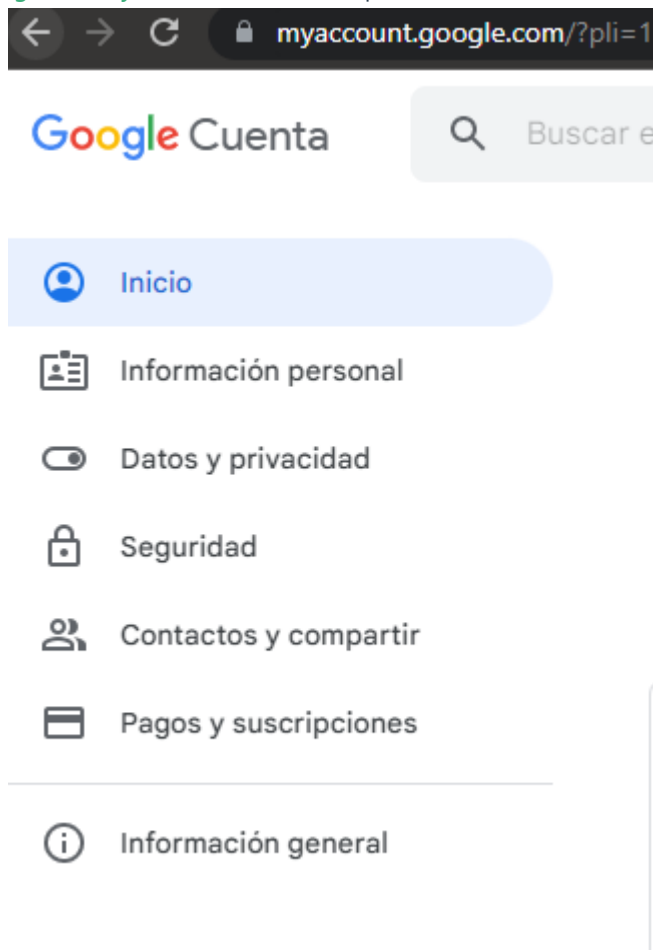 myaccount.google.com/?pli=1
Google Cuenta
Buscar e
Inicio
Información personal
Datos y privacidad
Seguridad
Contactos y compartir
Pagos y suscripciones
Información general